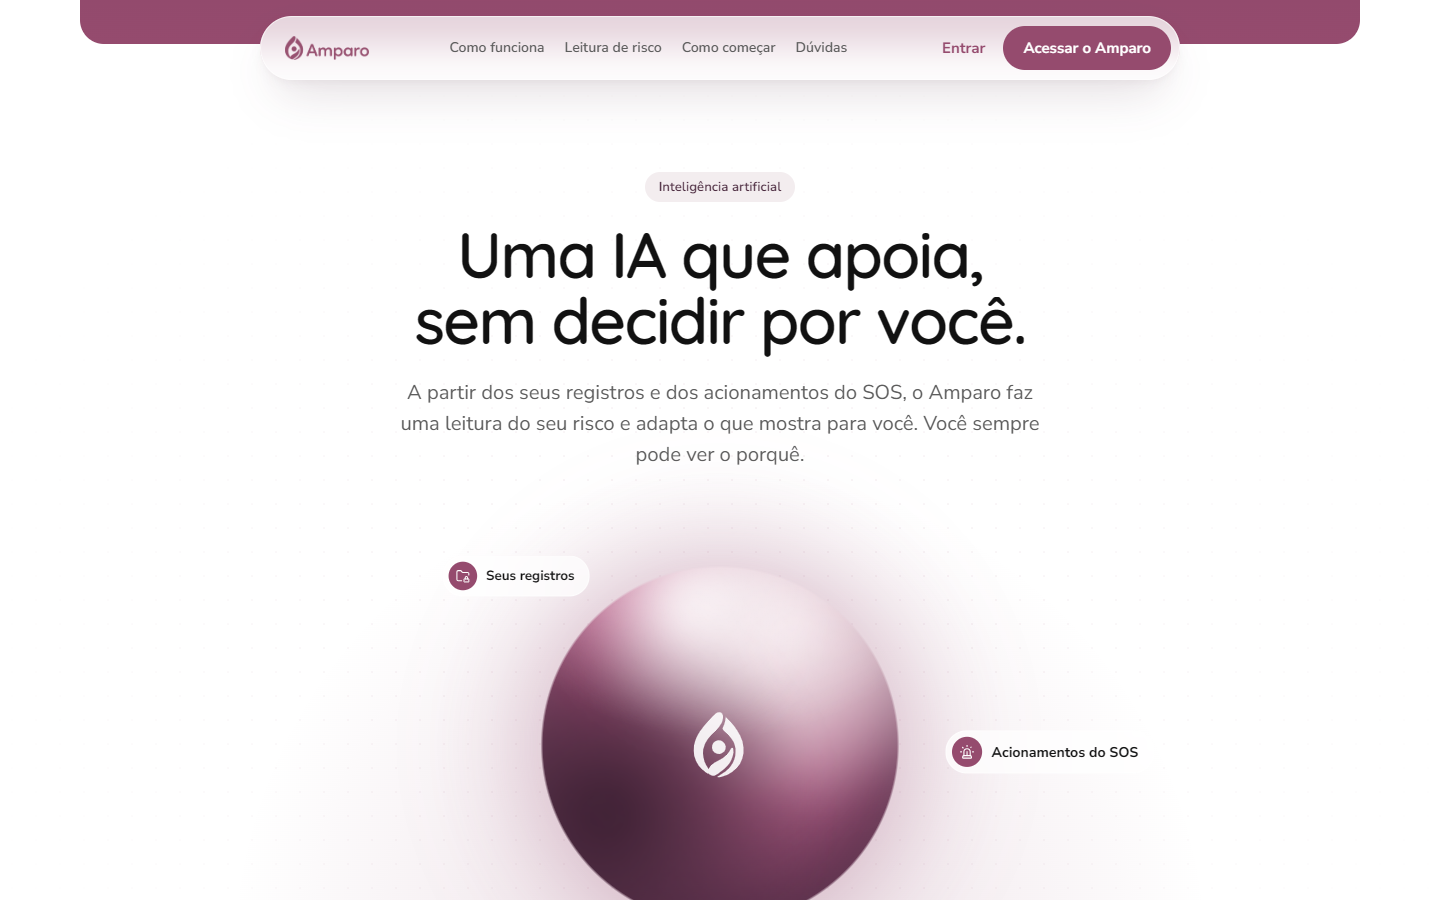 Amparo
Como funciona
Leitura de risco
Como começar
Dúvidas
Entrar
Acessar o Amparo
Inteligência artificial
Uma IA que apoia,
sem decidir por você.
A partir dos seus registros e dos acionamentos do SOS, o Amparo faz
uma leitura do seu risco e adapta o que mostra para você. Você sempre
pode ver o porquê.
Seus registros
Acionamentos do SOS